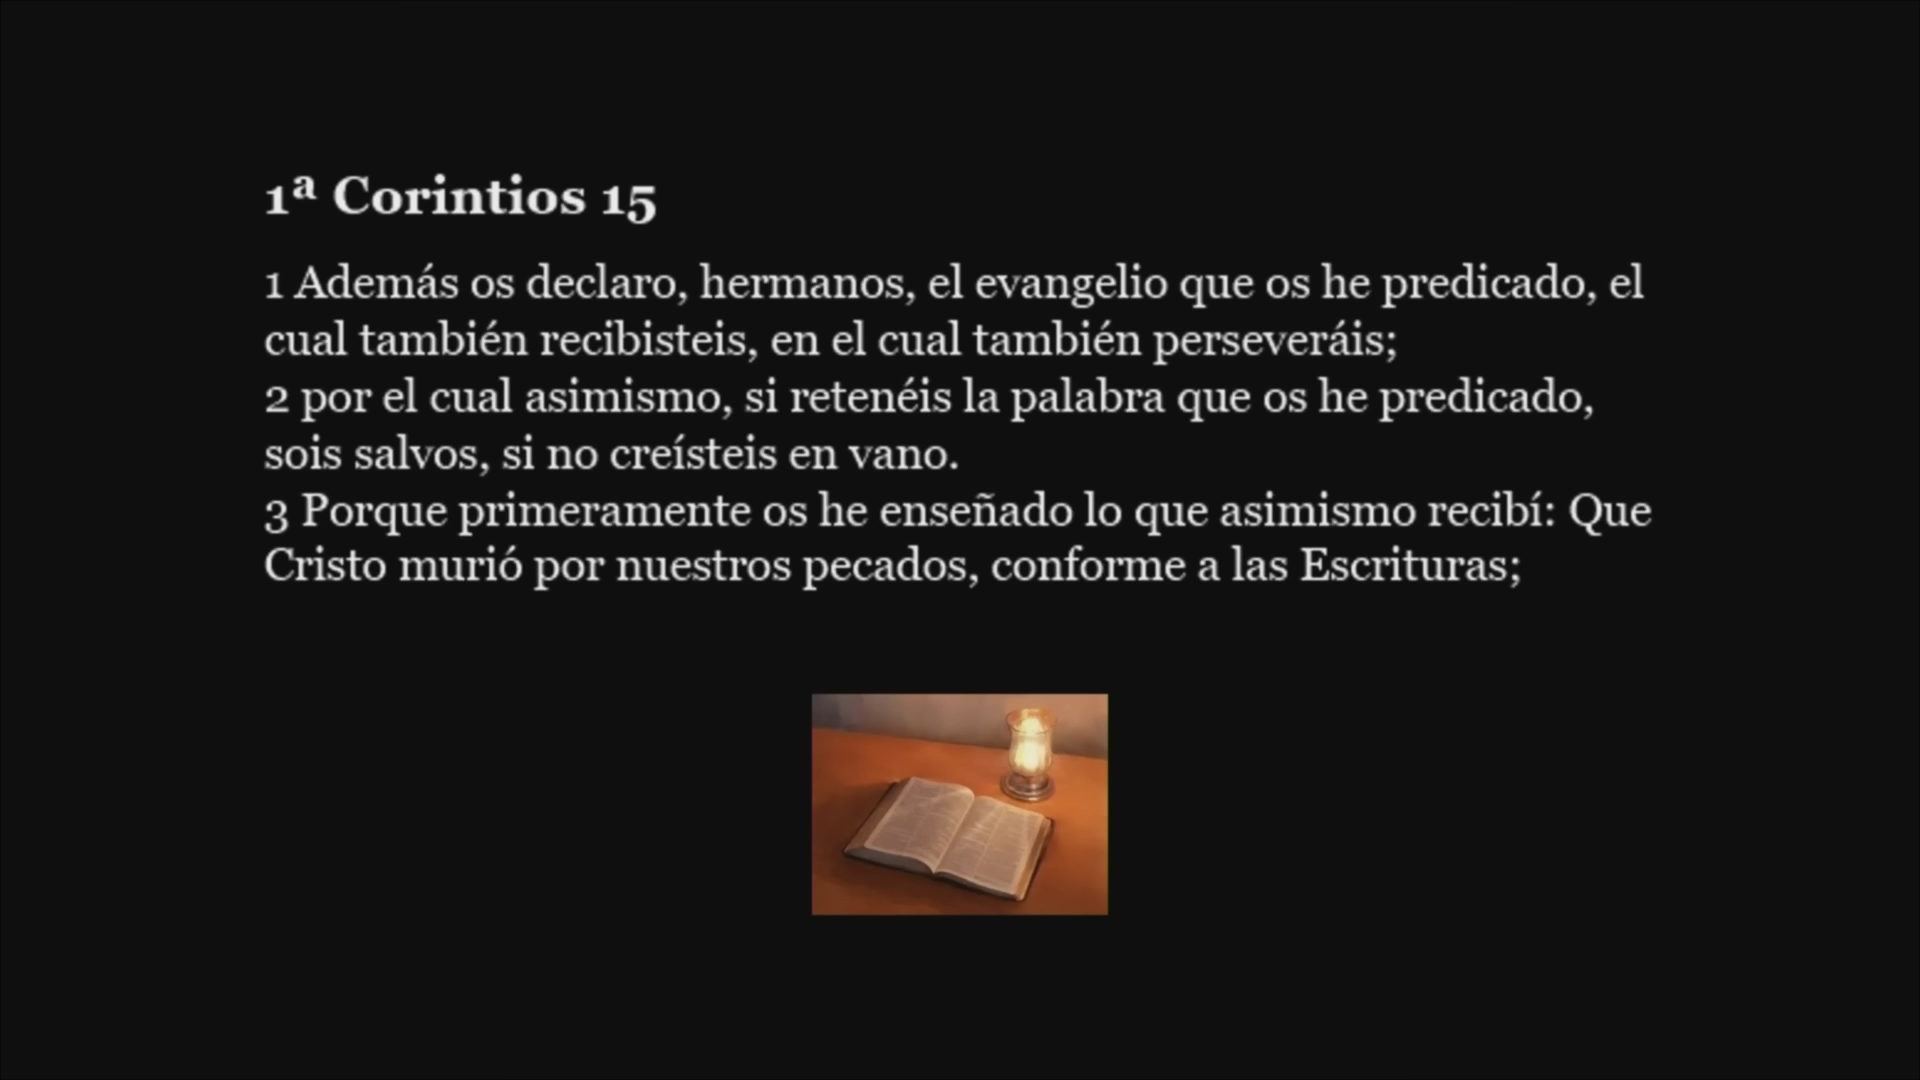 1ª Corintios 15
1 Además os declaro, hermanos, el evangelio que os he predicado, el
cual también recibisteis, en el cual también perseveráis;
2 por el cual asimismo, si retenéis la palabra que os he predicado,
sois salvos, si no creísteis en vano.
3 Porque primeramente os he enseñado lo que asimismo recibí: Que
Cristo murió por nuestros pecados, conforme a las Escrituras;